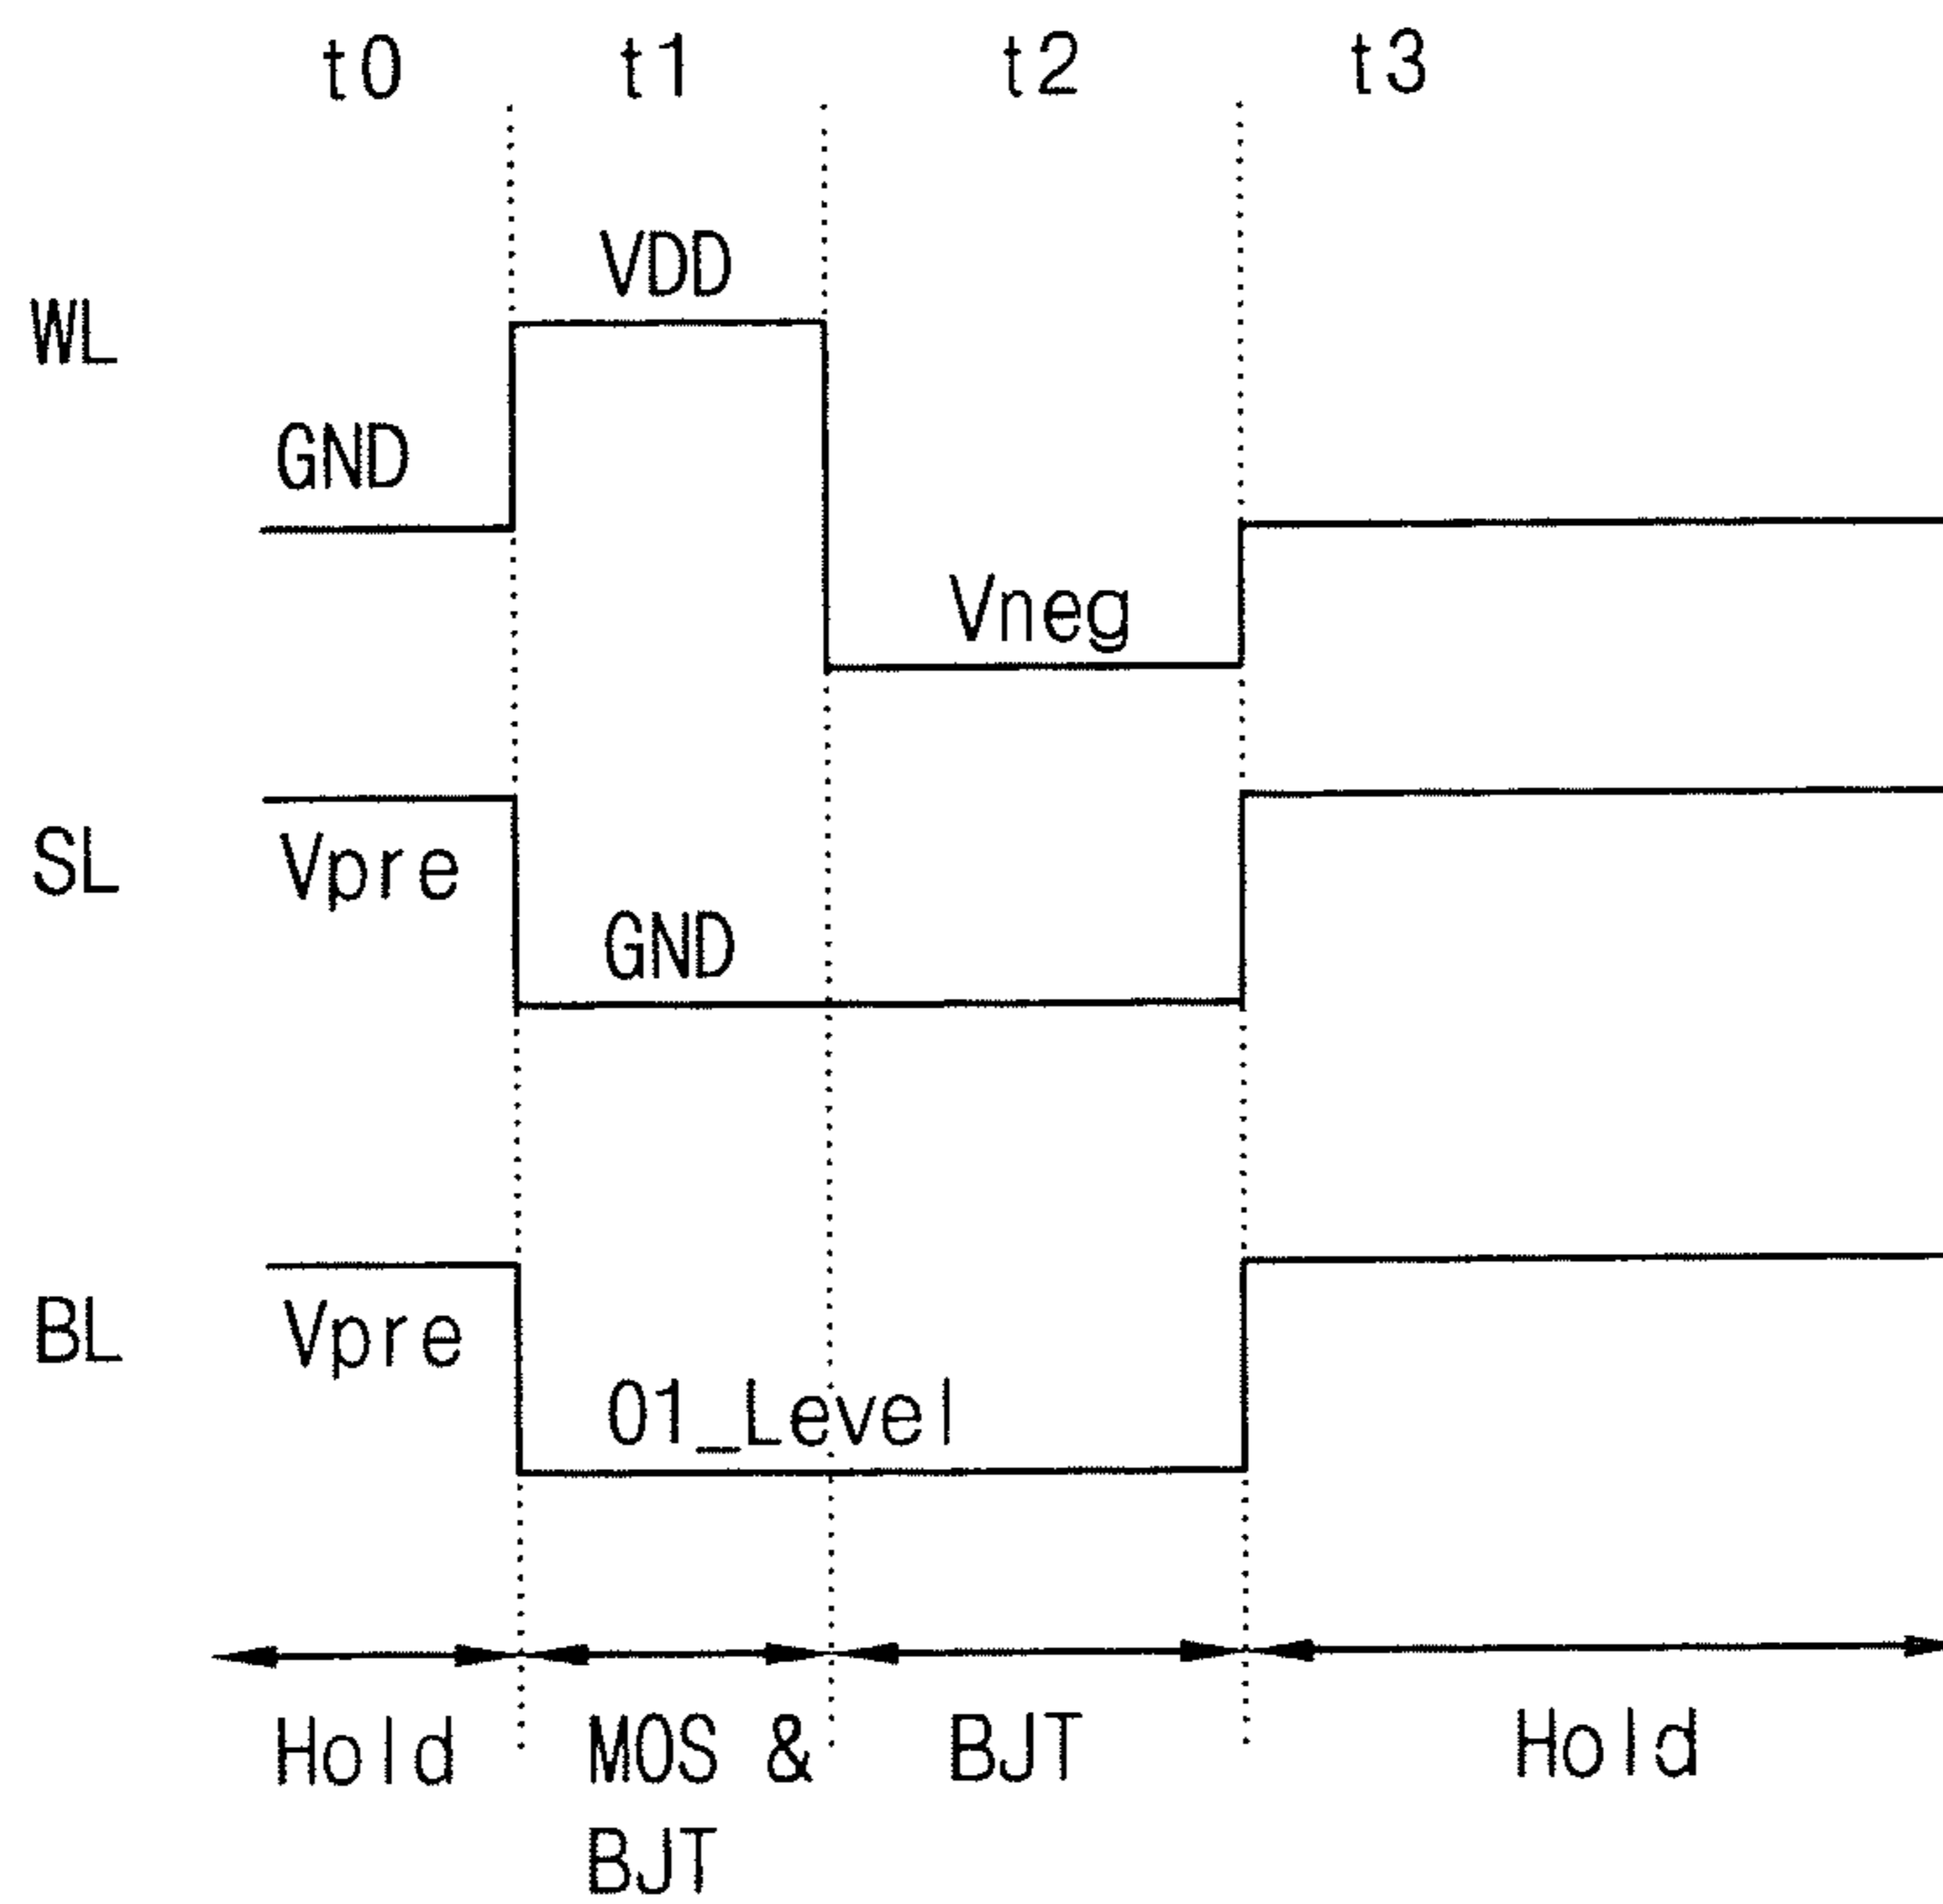 t0 t1 t2 t3
VDD
WL
GND
Vneg
SL Vpre
GND
BL Vpre
01_Level
Hold MOS & BJT Hold
BJT